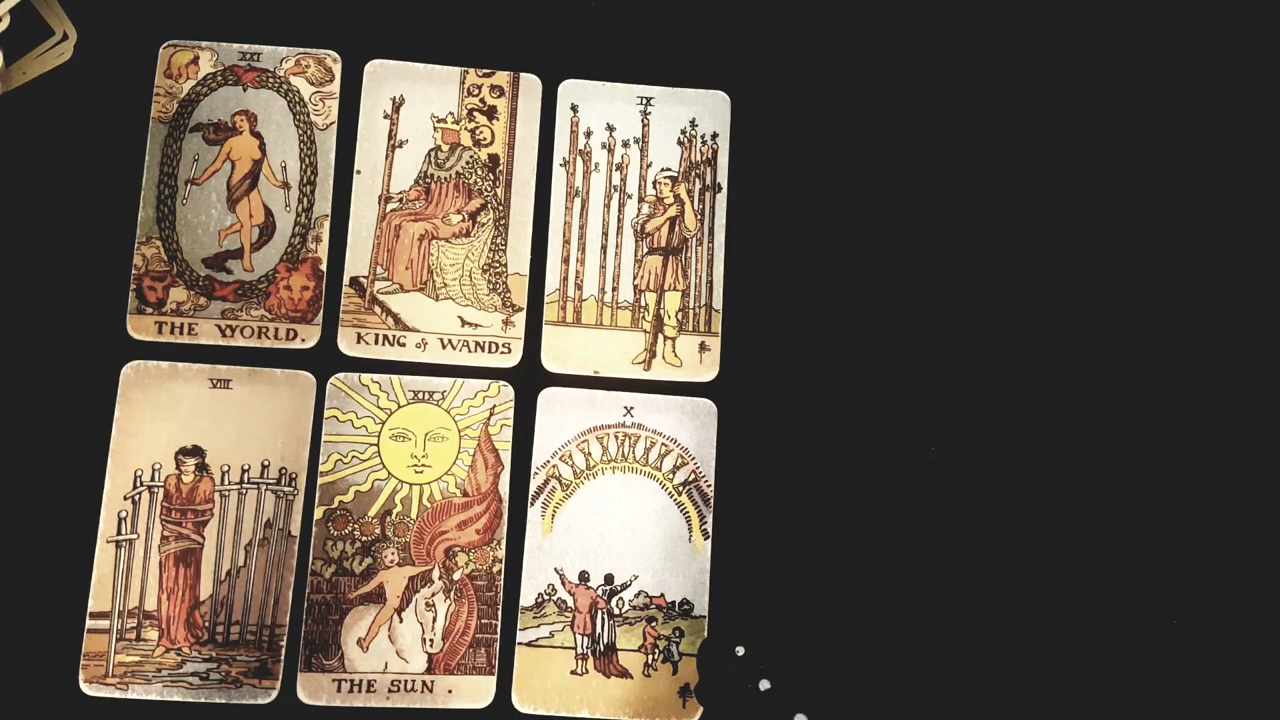 XXI
THE WORLD.
KING of WANDS
IX
VIII
XIX
THE SUN .
X